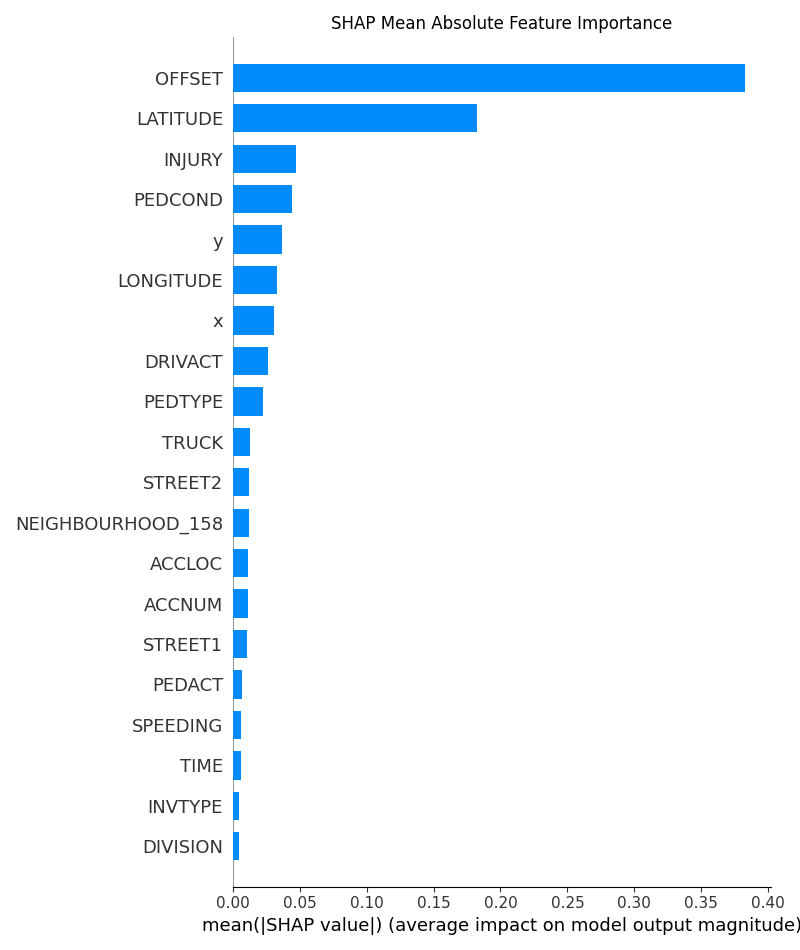 SHAP Mean Absolute Feature Importance
OFFSET
LATITUDE
INJURY
PEDCOND
y
LONGITUDE
x
DRIVACT
PEDTYPE
TRUCK
STREET2
NEIGHBOURHOOD_158
ACCLOC
ACCNUM
STREET1
PEDACT
SPEEDING
TIME
INVTYPE
DIVISION
0.00 0.05 0.10 0.15 0.20 0.25 0.30 0.35 0.40
mean(|SHAP value|) (average impact on model output magnitude)